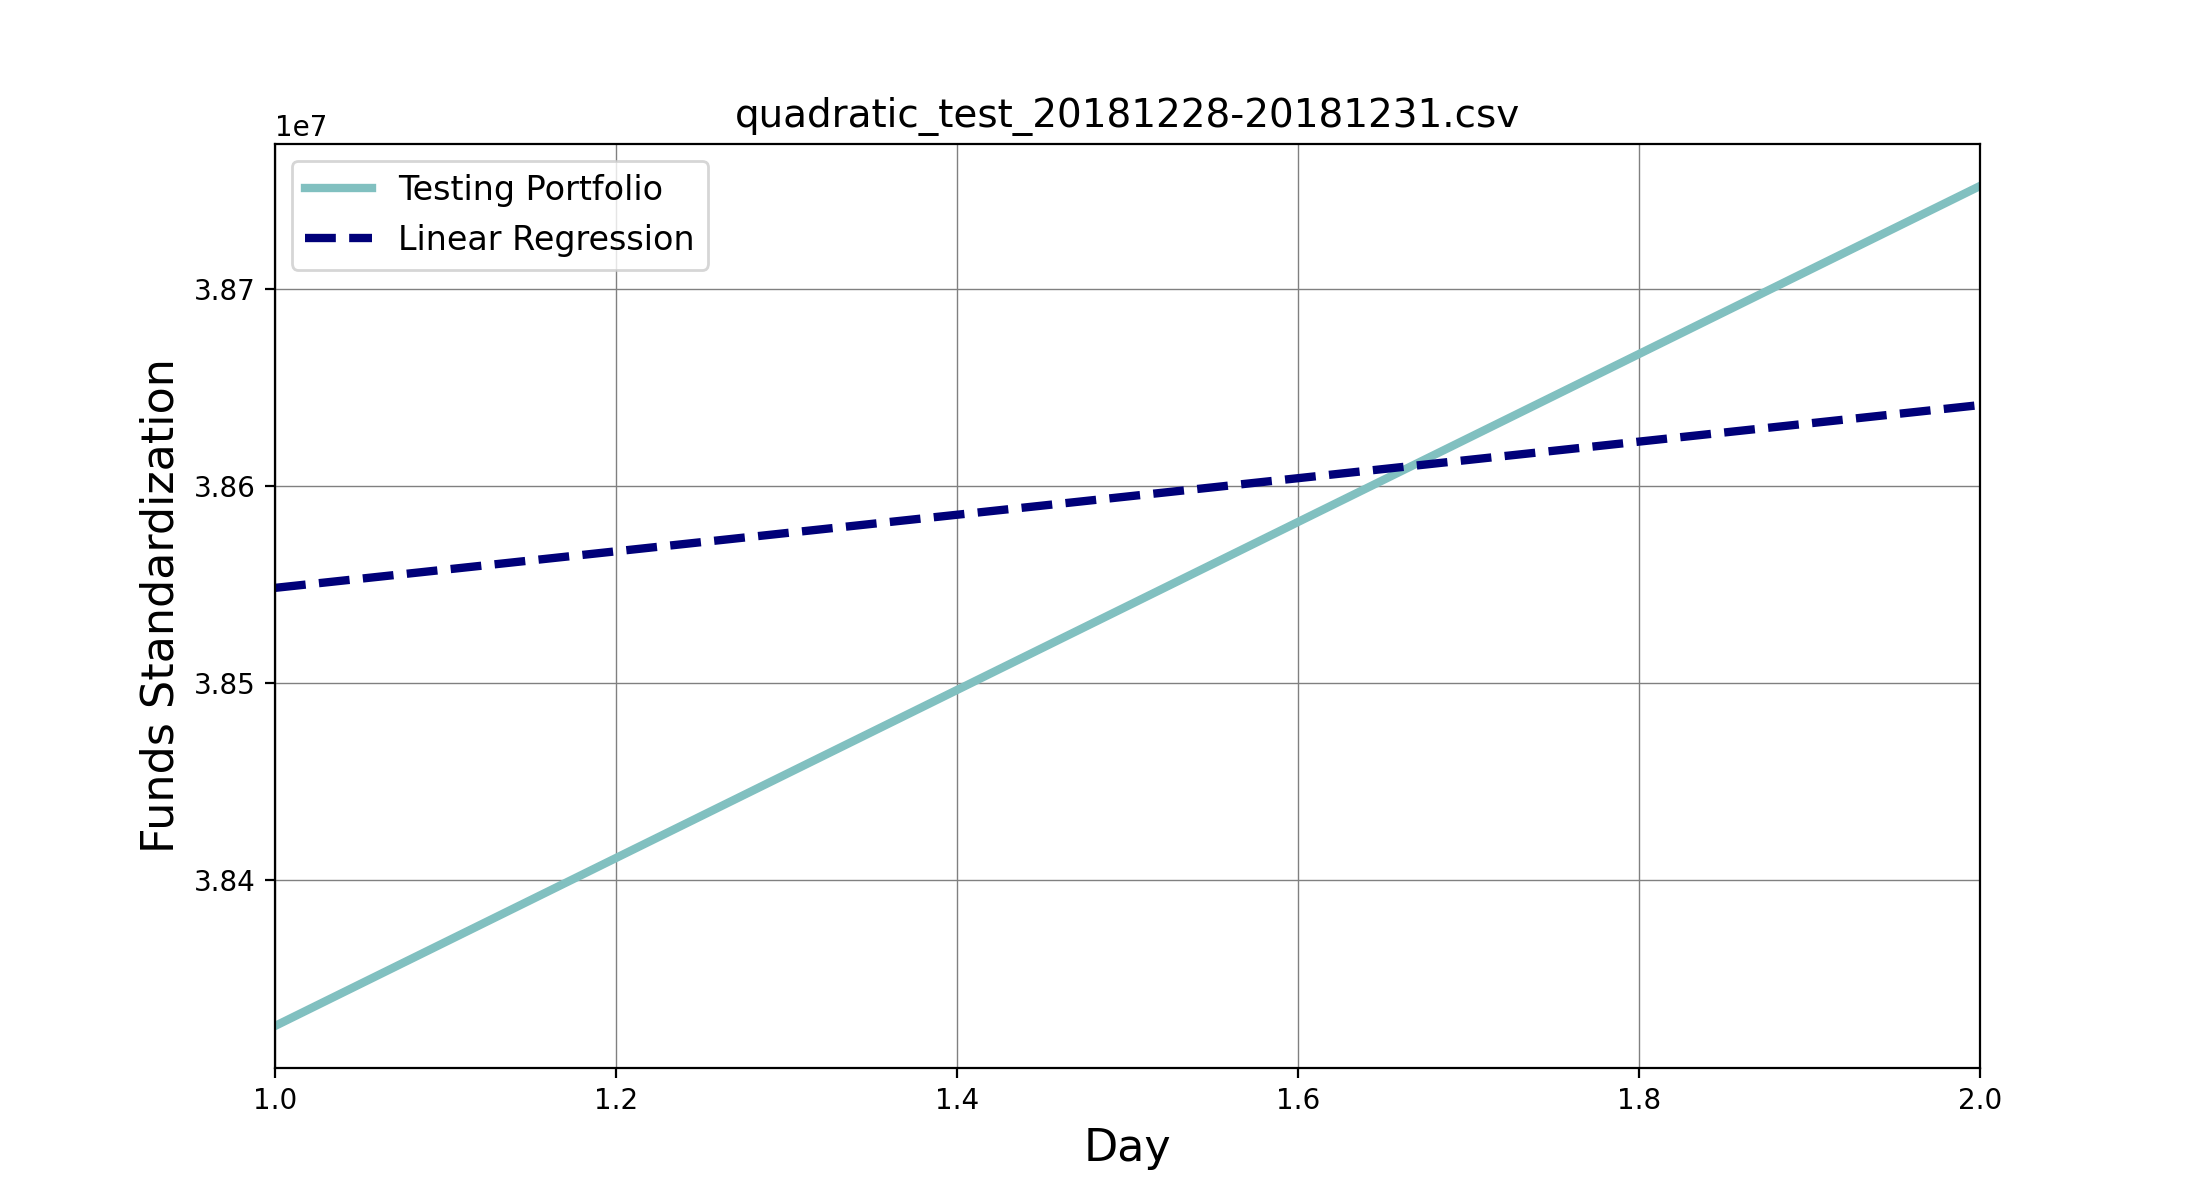 quadratic_test_20181228-20181231.csv
1e7
Testing Portfolio
Linear Regression
3.87
3.86
3.85
3.84
Funds Standardization
1.0 1.2 1.4 1.6 1.8 2.0
Day